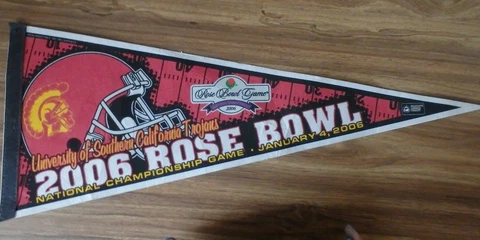 Rose Bowl Game
2006
University of Southern California Trojans
2006 ROSE BOWL
NATIONAL CHAMPIONSHIP GAME · JANUARY 4, 2006